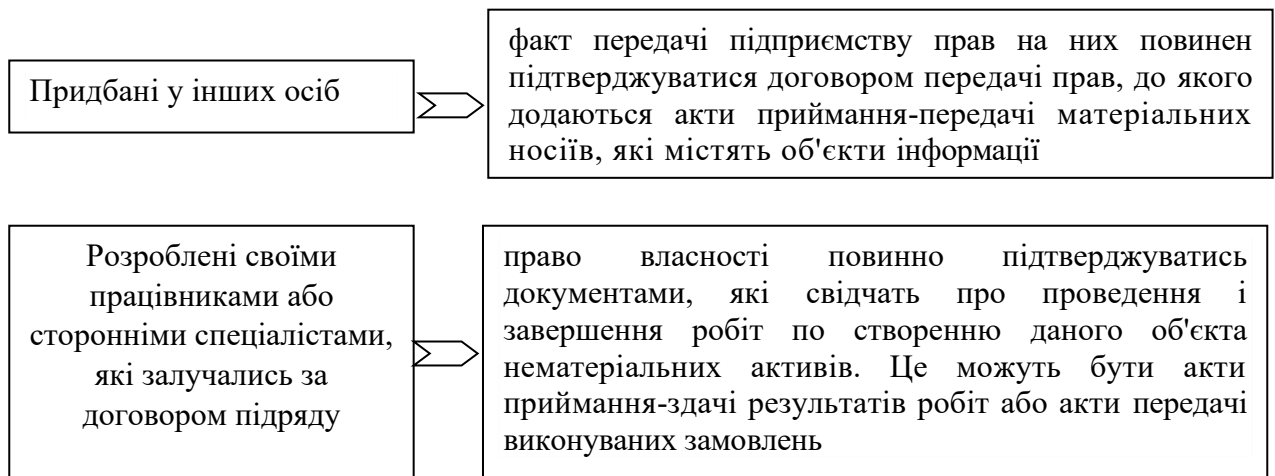 Придбані у інших осіб
факт передачі підприємству прав на них повинен
підтверджуватися договором передачі прав, до якого
додаються акти приймання-передачі матеріальних
носіїв, які містять об'єкти інформації
Розроблені своїми
працівниками або
сторонніми спеціалістами,
які залучались за
договором підряду
право власності повинно підтверджуватись
документами, які свідчать про проведення і
завершення робіт по створенню даного об'єкта
нематеріальних активів. Це можуть бути акти
приймання-здачі результатів робіт або акти передачі
виконуваних замовлень